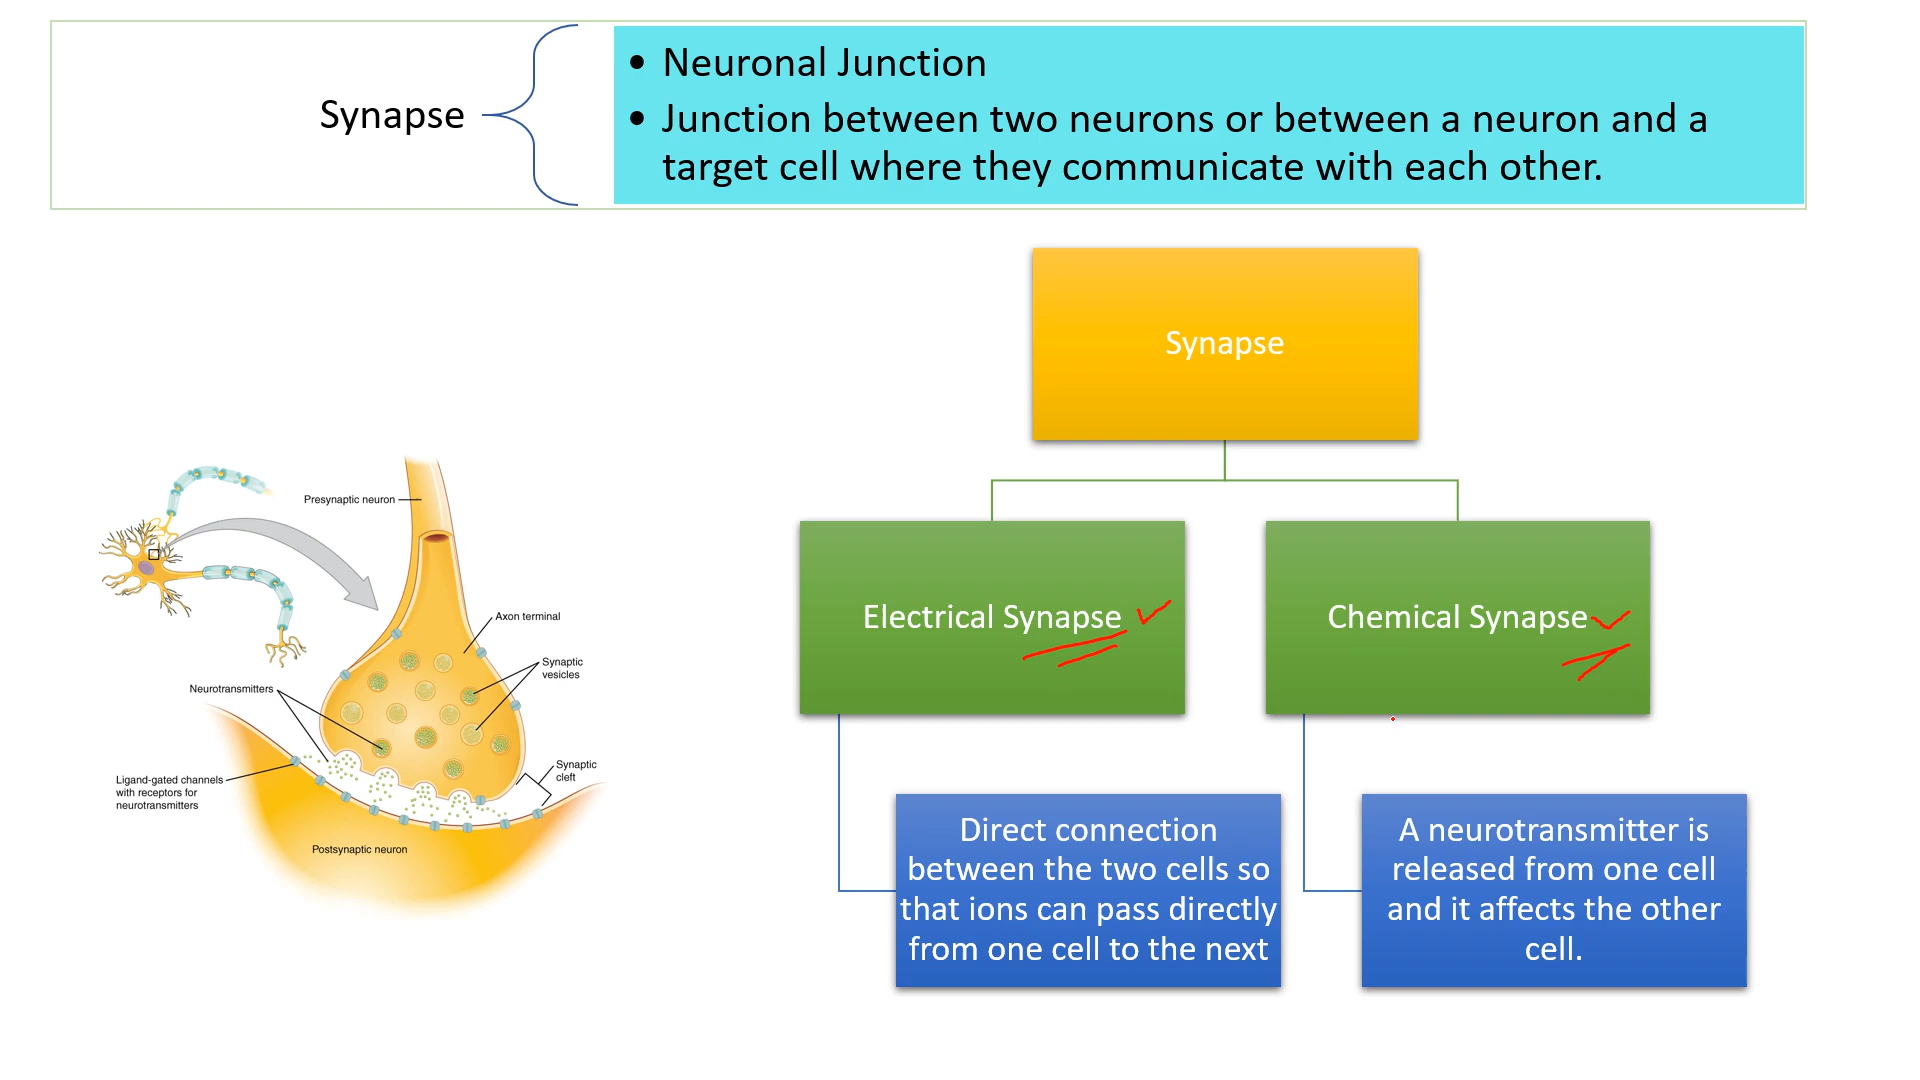 Synapse
• Neuronal Junction
• Junction between two neurons or between a neuron and a
target cell where they communicate with each other.
Synapse
Electrical Synapse
Chemical Synapse
Direct connection
between the two cells so
that ions can pass directly
from one cell to the next
A neurotransmitter is
released from one cell
and it affects the other
cell.
Presynaptic neuron
Axon terminal
Synaptic
vesicles
Neurotransmitters
Synaptic
cleft
Ligand-gated channels
with receptors for
neurotransmitters
Postsynaptic neuron